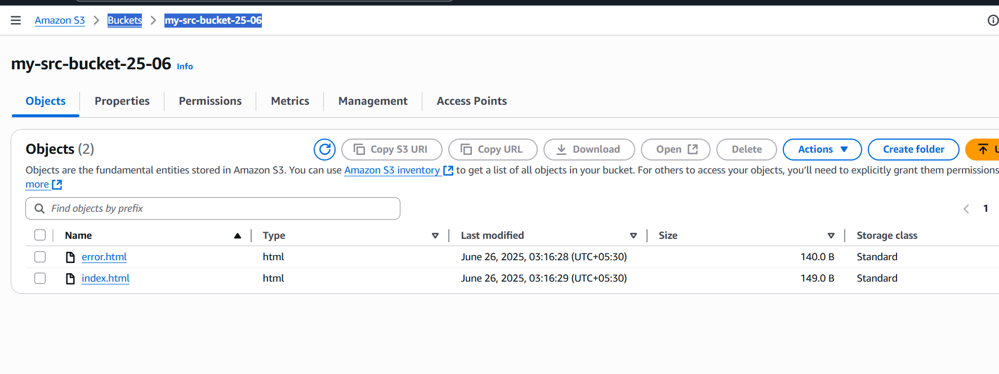 Amazon S3 > Buckets > my-src-bucket-25-06
my-src-bucket-25-06 Info
Objects Properties Permissions Metrics Management Access Points
Objects (2) Copy S3 URI Copy URL Download Open Delete Actions Create folder
Objects are the fundamental entities stored in Amazon S3. You can use Amazon S3 inventory to get a list of all objects in your bucket. For others to access your objects, you’ll need to explicitly grant them permissions
more
Find objects by prefix
1
Name Type Last modified Size Storage class
error.html html June 26, 2025, 03:16:28 (UTC+05:30) 140.0 B Standard
index.html html June 26, 2025, 03:16:29 (UTC+05:30) 149.0 B Standard